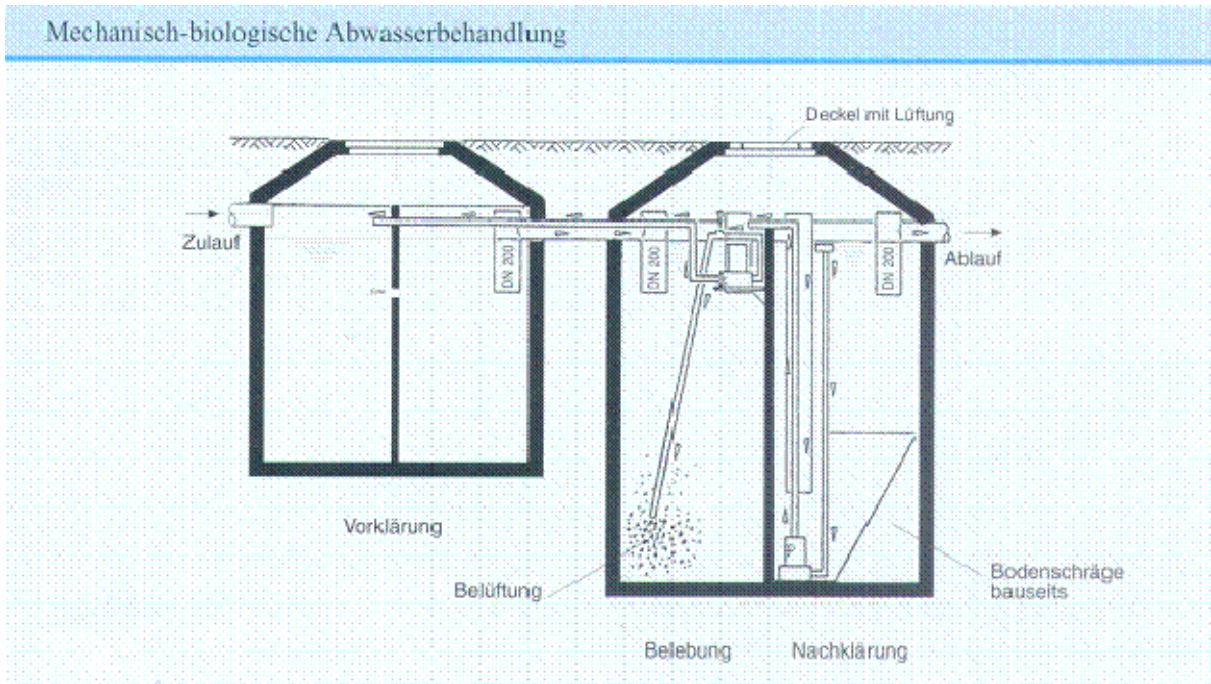 Mechanisch-biologische Abwasserbehandlung
Deckel mit Lüftung
Zulauf
DN 200
DN 200
DN 200
Ablauf
Vorklärung
Belüftung
Bodenschräge
bauseits
Bellebung
Nachklärung